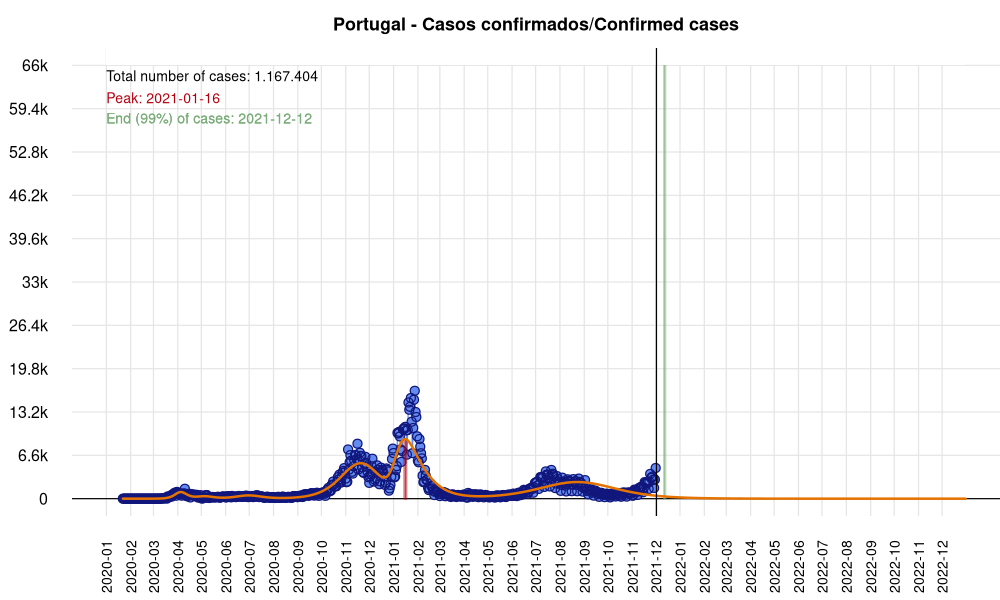 Portugal - Casos confirmados/Confirmed cases
66k
59.4k
52.8k
46.2k
39.6k
33k
26.4k
19.8k
13.2k
6.6k
0
Total number of cases: 1.167.404
Peak: 2021-01-16
End (99%) of cases: 2021-12-12
2020-01
2020-02
2020-03
2020-04
2020-05
2020-06
2020-07
2020-08
2020-09
2020-10
2020-11
2020-12
2021-01
2021-02
2021-03
2021-04
2021-05
2021-06
2021-07
2021-08
2021-09
2021-10
2021-11
2021-12
2022-01
2022-02
2022-03
2022-04
2022-05
2022-06
2022-07
2022-08
2022-09
2022-10
2022-11
2022-12